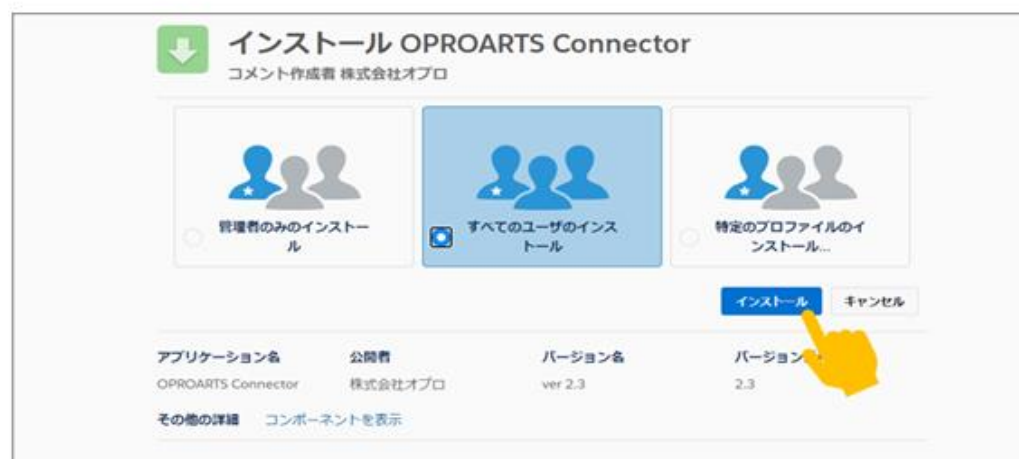 インストール OPROARTS Connector
コメント作成者 株式会社オプロ
管理者のみのインストー
ル
すべてのユーザのインス
トール
特定のプロファイルのイ
ンストール...
インストール キャンセル
アプリケーション名 公開者 バージョン名 バージョン
OPROARTS Connector 株式会社オプロ ver 2.3 2.3
その他の詳細 コンポーネントを表示